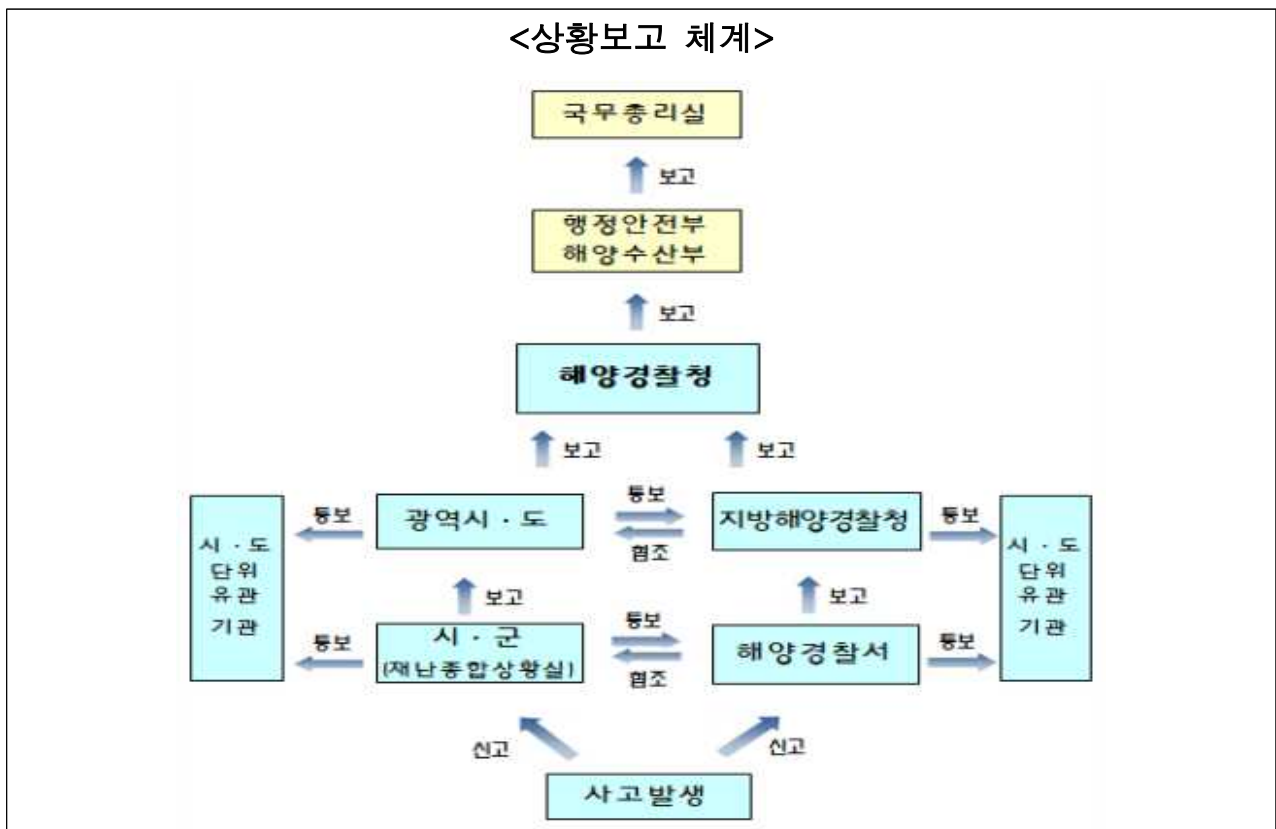 <상황보고 체계>
국무총리실
보고
행정안전부
해양수산부
보고
해양경찰청
보고
보고
시·도
단위
유관
기관
통보
광역시·도
통보
협조
지방해양경찰청
통보
시·도
단위
유관
기관
보고
보고
통보
시·군
(재난종합상황실)
통보
협조
해양경찰서
통보
신고
신고
사고발생